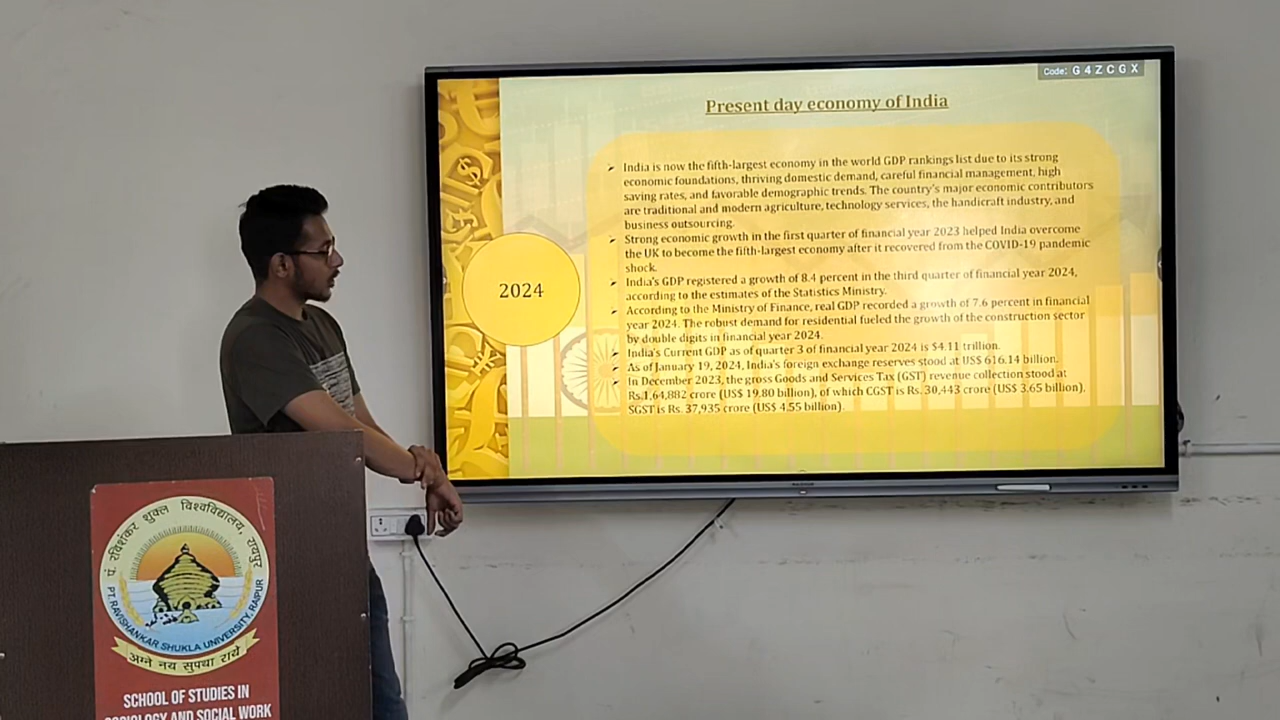 Code: G 4 Z C G X
Present day economy of India
2024
➢ India is now the fifth-largest economy in the world GDP rankings list due to its strong
economic foundations, thriving domestic demand, careful financial management, high
saving rates, and favorable demographic trends. The country's major economic contributors
are traditional and modern agriculture, technology services, the handicraft industry, and
business outsourcing.
➢ Strong economic growth in the first quarter of financial year 2023 helped India overcome
the UK to become the fifth-largest economy after it recovered from the COVID-19 pandemic
shock.
➢ India's GDP registered a growth of 8.4 percent in the third quarter of financial year 2024,
according to the estimates of the Statistics Ministry.
➢ According to the Ministry of Finance, real GDP recorded a growth of 7.6 percent in financial
year 2024. The robust demand for residential fueled the growth of the construction sector
by double digits in financial year 2024.
➢ India's Current GDP as of quarter 3 of financial year 2024 is $4.11 trillion.
➢ As of January 19, 2024, India's foreign exchange reserves stood at US$ 616.14 billion.
➢ In December 2023, the gross Goods and Services Tax (GST) revenue collection stood at
Rs.1,64,882 crore (US$ 19.80 billion), of which CGST is Rs. 30,443 crore (US$ 3.65 billion),
SGST is Rs. 37,935 crore (US$ 4.55 billion).
पं. रविशंकर शुक्ल विश्वविद्यालय, रायपुर
PT. RAVISHANKAR SHUKLA UNIVERSITY, RAIPUR
अग्ने नय सुपथा राये
SCHOOL OF STUDIES IN
SOCIOLOGY AND SOCIAL WORK